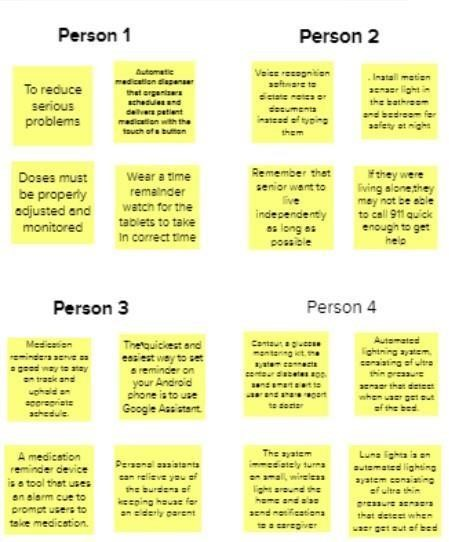 Person 1
Person 2
To reduce
serious
problems
Automatic
medication dispenser
that organizers
schedules and
delivers patient
medication with the
touch of a button
Voice recognition
software to
dictate notes or
documents
instead of typing
them
. Install motion
sensor light in
the bathroom
and bedroom for
safety at night
Doses must
be properly
adjusted and
monitored
Wear a time
remainder
watch for the
tablets to take
in correct time
Remember that
senior want to
live
independently
as long as
possible
If they were
living alone,they
may not be able
to call 911 quick
enough to get
help
Person 3
Person 4
Medication
reminders serve as
a good way to stay
on track and
uphold an
appropriate
schedule.
The quickest and
easiest way to set
a reminder on
your Android
phone is to use
Google Assistant.
Contour, a glucose
monitoring kit, the
system connects
contour diabetes app,
send smart alert to
user and share report
to doctor
Automated
lightning system,
consisting of ultra
thin pressure
sensor that detect
when user get out
of the bed.
A medication
reminder device
is a tool that uses
an alarm cue to
prompt users to
take medication.
Personal assistants
can relieve you of
the burdens of
keeping house for
an elderly parent
The system
immediately turns
on small, wireless
light around the
home and also
send notifications
to a caregiver
Luna lights is an
automated lighting
system consisting
of ultra thin
pressure sensors
that detect when
user get out of bed